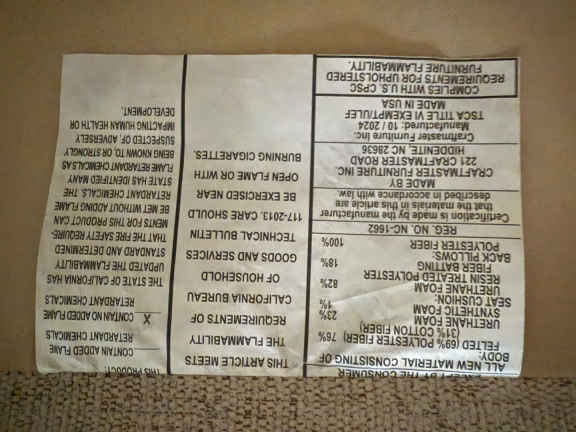 BY THE CONSUMER
ALL NEW MATERIAL CONSISTING OF
BODY:
FELTED (69% POLYESTER FIBER) 76%
(31% COTTON FIBER)
URETHANE FOAM 23%
SYNTHETIC FOAM 1%
SEAT CUSHION:
URETHANE FOAM 82%
RESIN TREATED POLYESTER
FIBER BATTING 18%
BACK PILLOWS:
POLYESTER FIBER 100%
REG. NO. NC-1662
Certification is made by the manufacturer
that the materials in this article are
described in accordance with law.
MADE BY
CRAFTMASTER FURNITURE INC
221 CRAFTMASTER ROAD
HIDDENITE, NC 28636
Craftmaster Furniture Inc.
Manufactured: 10 / 2024
TSCA TITLE VI EXEMPT/ULEF
MADE IN USA
COMPLIES WITH U.S. CPSC
REQUIREMENTS FOR UPHOLSTERED
FURNITURE FLAMMABILITY.
THIS ARTICLE MEETS
THE FLAMMABILITY
REQUIREMENTS OF
CALIFORNIA BUREAU
OF HOUSEHOLD
GOODS AND SERVICES
TECHNICAL BULLETIN
117-2013. CARE SHOULD
BE EXERCISED NEAR
OPEN FLAME OR WITH
BURNING CIGARETTES.
THIS PRODUCT:
CONTAIN ADDED FLAME
RETARDANT CHEMICALS
X CONTAIN NO ADDED FLAME
RETARDANT CHEMICALS
THE STATE OF CALIFORNIA HAS
UPDATED THE FLAMMABILITY
STANDARD AND DETERMINED
THAT THE FIRE SAFETY REQUIRE-
MENTS FOR THIS PRODUCT CAN
BE MET WITHOUT ADDING FLAME
RETARDANT CHEMICALS. THE
STATE HAS IDENTIFIED MANY
FLAME RETARDANT CHEMICALS AS
BEING KNOWN TO, OR STRONGLY
SUSPECTED OF, ADVERSELY
IMPACTING HUMAN HEALTH OR
DEVELOPMENT.